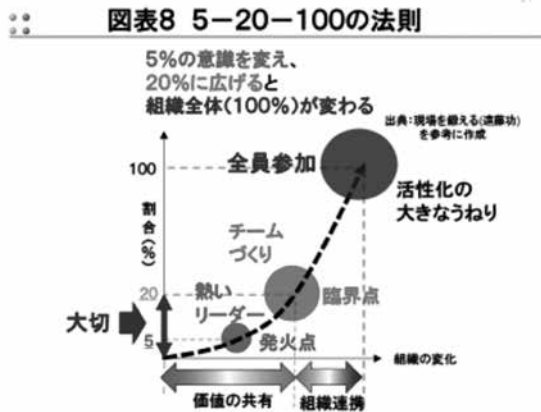 図表8 5−20−100の法則
5%の意識を変え、
20%に広げると
組織全体(100%)が変わる
出典:現場を鍛える(遠藤功)
を参考に作成
全員参加
100
活性化の
大きなうねり
割合(%)
チーム
づくり
20
熱い
リーダー
臨界点
大切
5
発火点
組織の変化
価値の共有
組織連携